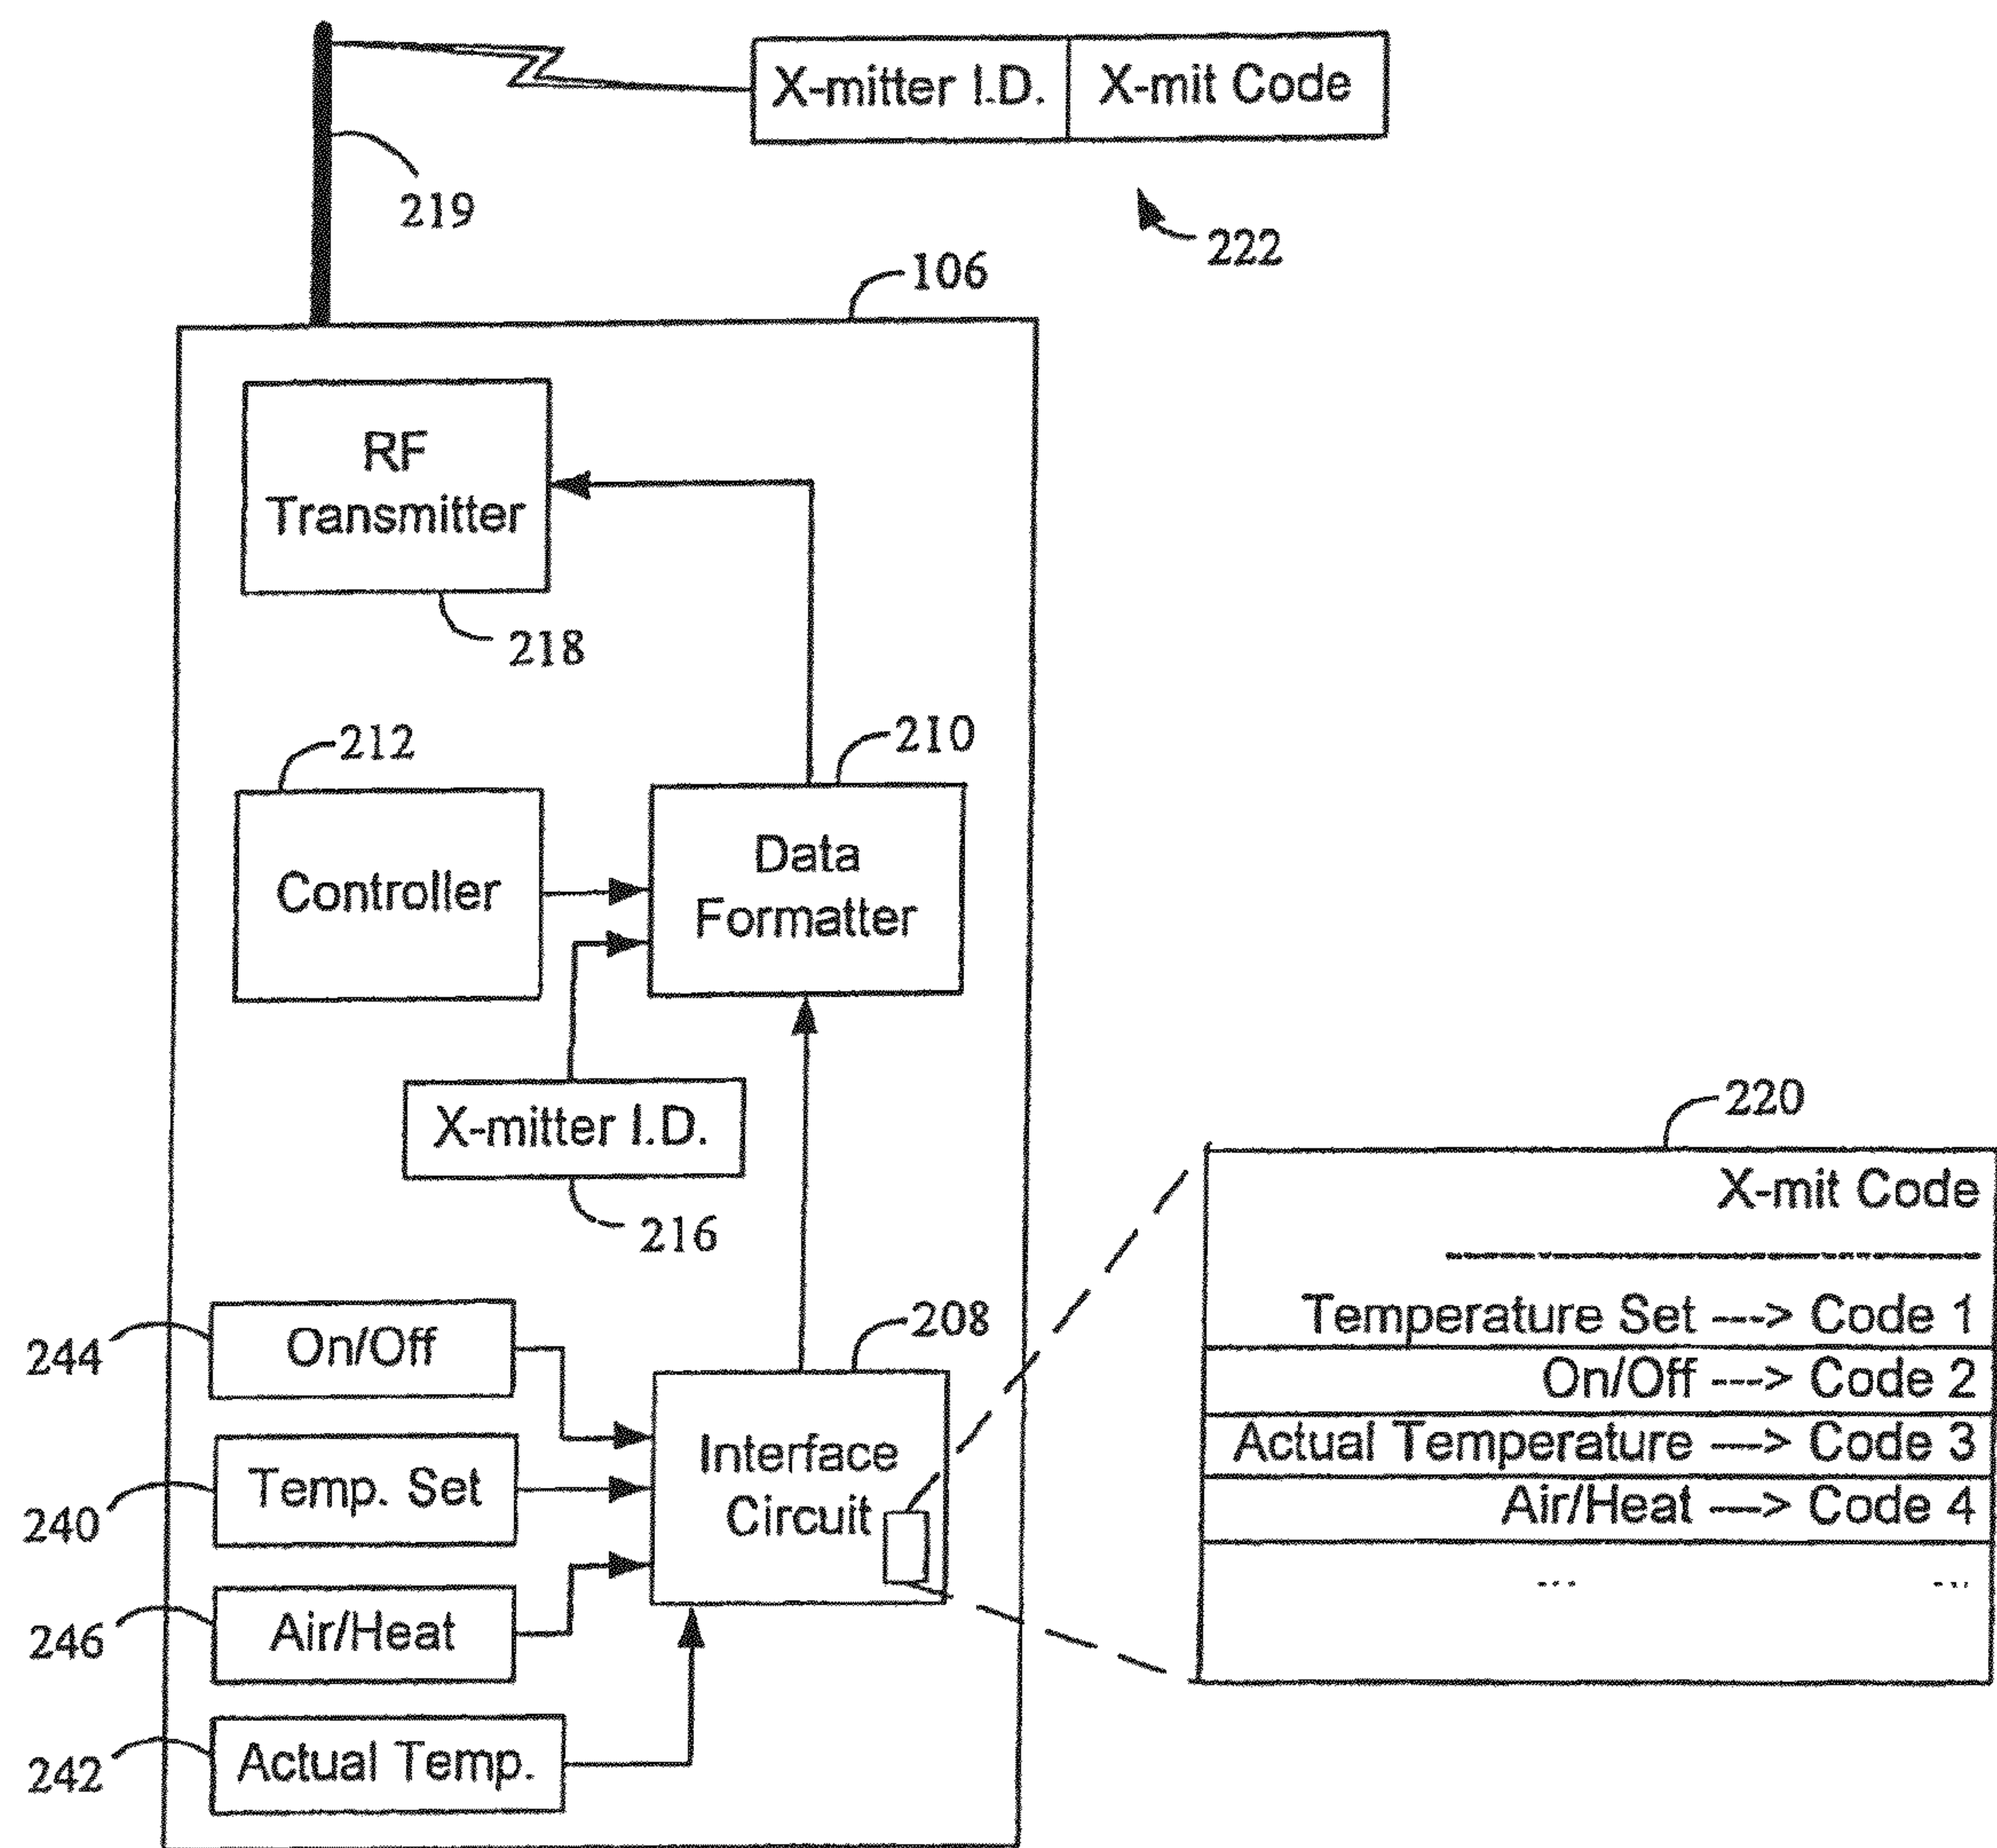 X-mitter I.D. X-mit Code
219
222
106
RF
Transmitter
218
212
210
Controller
Data
Formatter
X-mitter I.D.
216
220
X-mit Code
Temperature Set ---> Code 1
On/Off ---> Code 2
Actual Temperature ---> Code 3
Air/Heat ---> Code 4
... ...
208
244
On/Off
240
Temp. Set
Interface
Circuit
246
Air/Heat
242
Actual Temp.